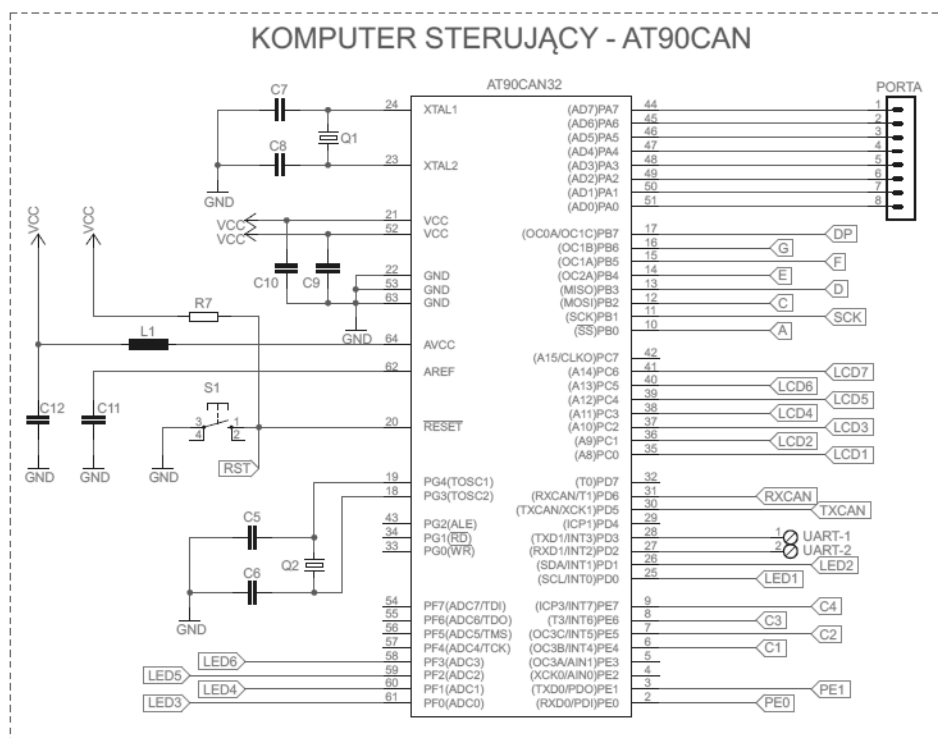 KOMPUTER STERUJĄCY - AT90CAN
AT90CAN32
PORTA
C7
C8
Q1
GND
24 XTAL1
23 XTAL2
(AD7)PA7 44 1
(AD6)PA6 45 2
(AD5)PA5 46 3
(AD4)PA4 47 4
(AD3)PA3 48 5
(AD2)PA2 49 6
(AD1)PA1 50 7
(AD0)PA0 51 8
VCC
VCC
VCC 21 VCC
VCC 52 VCC
C10
C9
22 GND
53 GND
63 GND
GND
(OC0A/OC1C)PB7 17 DP
(OC1B)PB6 16 G
(OC1A)PB5 15 F
(OC2A)PB4 14 E
(MISO)PB3 13 D
(MOSI)PB2 12 C
(SCK)PB1 11 SCK
(SS)PB0 10 A
R7
L1
64 AVCC
62 AREF
C12
C11
S1
3 1
4 2
20 RESET
GND
GND
GND
RST
(A15/CLKO)PC7 42
(A14)PC6 41 LCD7
(A13)PC5 40 LCD6
(A12)PC4 39 LCD5
(A11)PC3 38 LCD4
(A10)PC2 37 LCD3
(A9)PC1 36 LCD2
(A8)PC0 35 LCD1
19 PG4(TOSC1)
18 PG3(TOSC2)
43 PG2(ALE)
34 PG1(RD)
33 PG0(WR)
C5
C6
Q2
GND
(T0)PD7 32
(RXCAN/T1)PD6 31 RXCAN
(TXCAN/XCK1)PD5 30 TXCAN
(ICP1)PD4 29
(TXD1/INT3)PD3 28 1 UART-1
(RXD1/INT2)PD2 27 2 UART-2
(SDA/INT1)PD1 26 LED2
(SCL/INT0)PD0 25 LED1
54 PF7(ADC7/TDI)
55 PF6(ADC6/TDO)
56 PF5(ADC5/TMS)
57 PF4(ADC4/TCK)
LED6 58 PF3(ADC3)
LED5 59 PF2(ADC2)
LED4 60 PF1(ADC1)
LED3 61 PF0(ADC0)
(ICP3/INT7)PE7 9 C4
(T3/INT6)PE6 8 C3
(OC3C/INT5)PE5 7 C2
(OC3B/INT4)PE4 6 C1
(OC3A/AIN1)PE3 5
(XCK0/AIN0)PE2 4
(TXD0/PDO)PE1 3 PE1
(RXD0/PDI)PE0 2 PE0